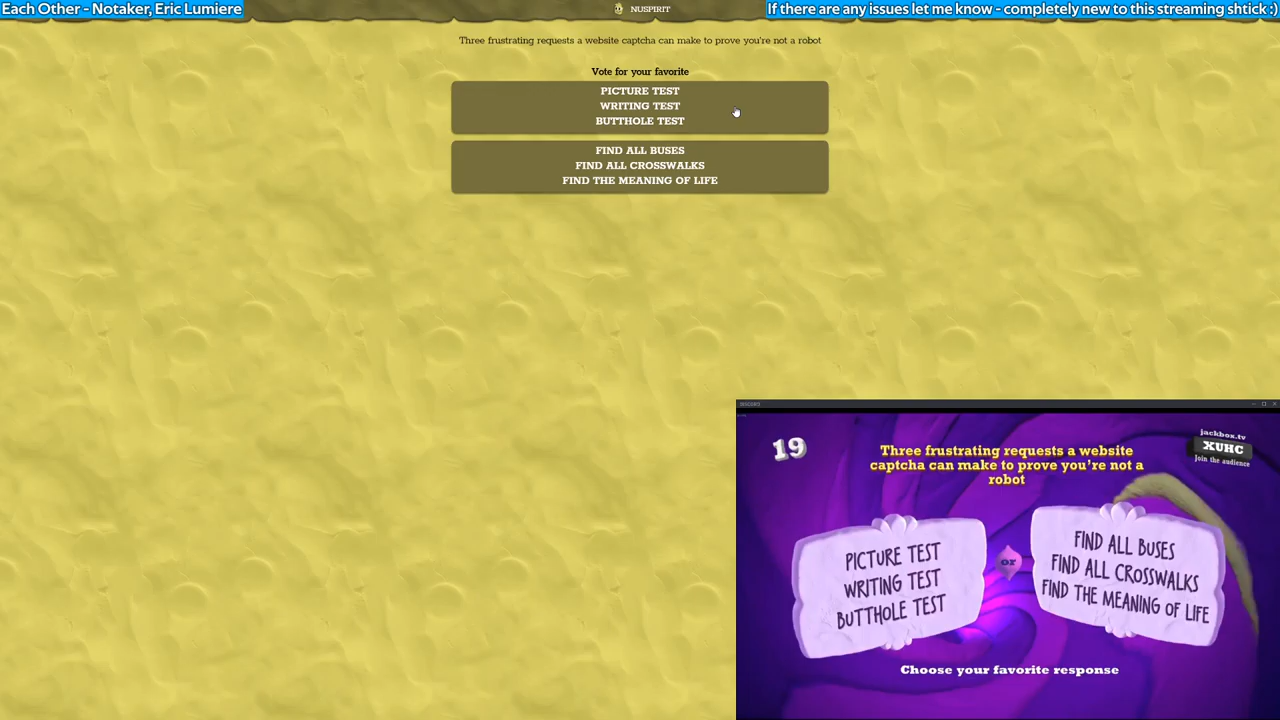 Each Other - Notaker, Eric Lumiere
NUSPIRIT
If there are any issues let me know - completely new to this streaming shtick :)
Three frustrating requests a website captcha can make to prove you're not a robot
Vote for your favorite
PICTURE TEST
WRITING TEST
BUTTHOLE TEST
FIND ALL BUSES
FIND ALL CROSSWALKS
FIND THE MEANING OF LIFE
19
Three frustrating requests a website
captcha can make to prove you're not a
robot
jackbox.tv
XUHC
Join the audience
PICTURE TEST
WRITING TEST
BUTTHOLE TEST
or
FIND ALL BUSES
FIND ALL CROSSWALKS
FIND THE MEANING OF LIFE
Choose your favorite response